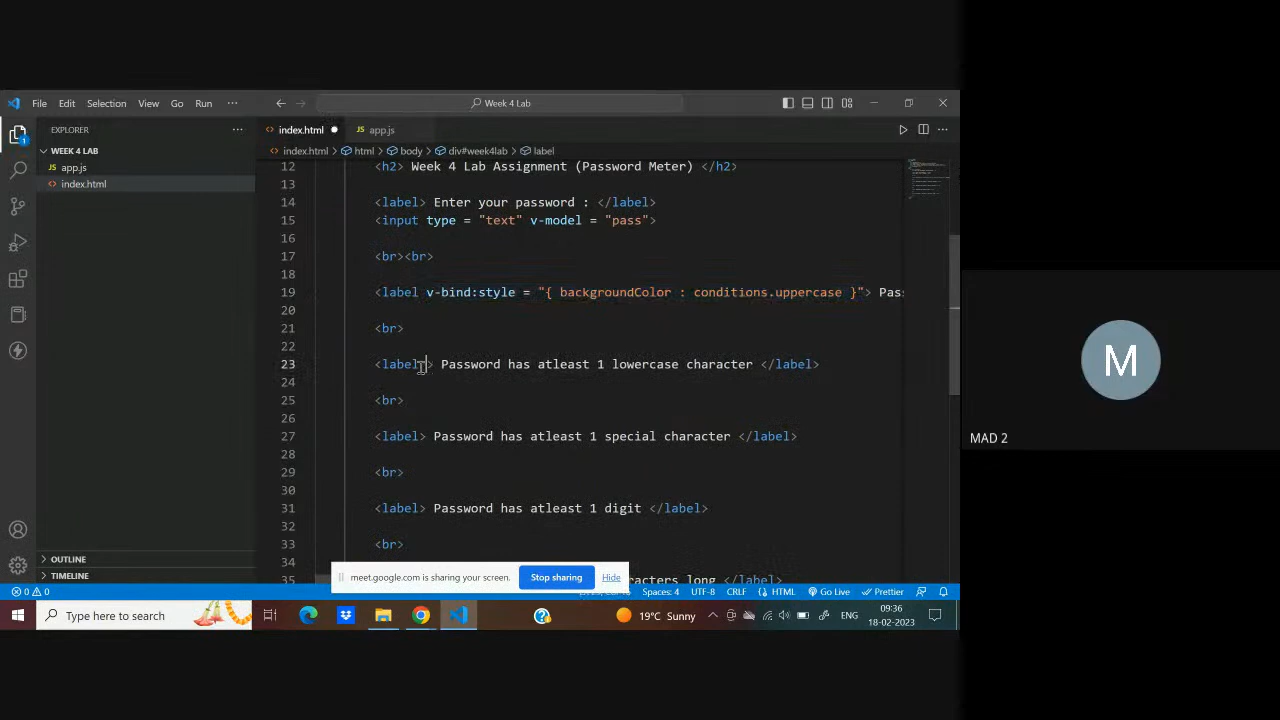 File Edit Selection View Go Run ··· Week 4 Lab
EXPLORER ···
WEEK 4 LAB
app.js
index.html
1
index.html app.js
index.html > html > body > div#week4lab > label
12 <h2> Week 4 Lab Assignment (Password Meter) </h2>
13
14 <label> Enter your password : </label>
15 <input type = "text" v-model = "pass">
16
17 <br><br>
18
19 <label v-bind:style = "{ backgroundColor : conditions.uppercase }"> Pas
20
21 <br>
22
23 <label > Password has atleast 1 lowercase character </label>
24
25 <br>
26
27 <label> Password has atleast 1 special character </label>
28
29 <br>
30
31 <label> Password has atleast 1 digit </label>
32
33 <br>
34
35 acters long </label>
OUTLINE
TIMELINE
meet.google.com is sharing your screen. Stop sharing Hide
0 0 Spaces: 4 UTF-8 CRLF HTML Go Live Prettier
Type here to search 19°C Sunny ENG 09:36
18-02-2023
M
MAD 2